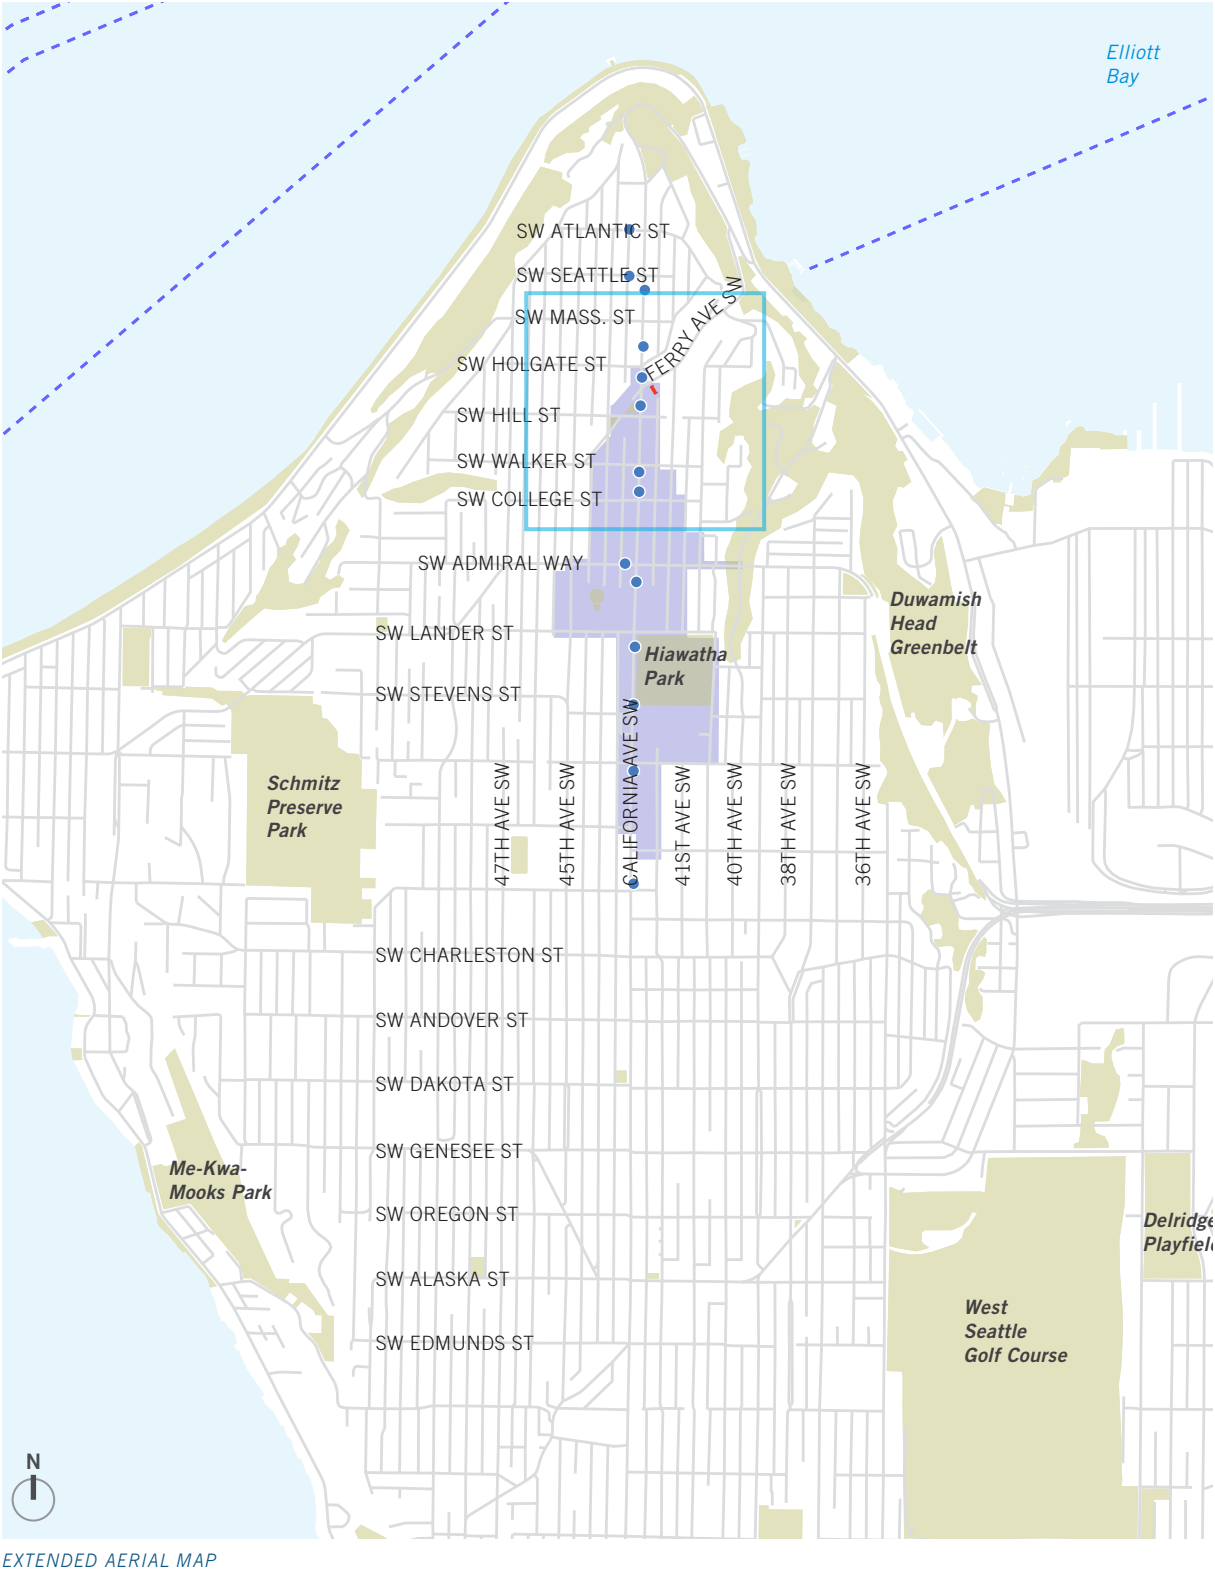 Elliott
Bay
SW ATLANTIC ST
SW SEATTLE ST
SW MASS. ST
FERRY AVE SW
SW HOLGATE ST
SW HILL ST
SW WALKER ST
SW COLLEGE ST
SW ADMIRAL WAY
Duwamish
Head
Greenbelt
SW LANDER ST
Hiawatha
Park
SW STEVENS ST
Schmitz
Preserve
Park
47TH AVE SW
45TH AVE SW
CALIFORNIA AVE SW
41ST AVE SW
40TH AVE SW
38TH AVE SW
36TH AVE SW
SW CHARLESTON ST
SW ANDOVER ST
SW DAKOTA ST
SW GENESEE ST
Me-Kwa-
Mooks Park
SW OREGON ST
Delridge
Playfiel
SW ALASKA ST
West
Seattle
Golf Course
SW EDMUNDS ST
N
EXTENDED AERIAL MAP